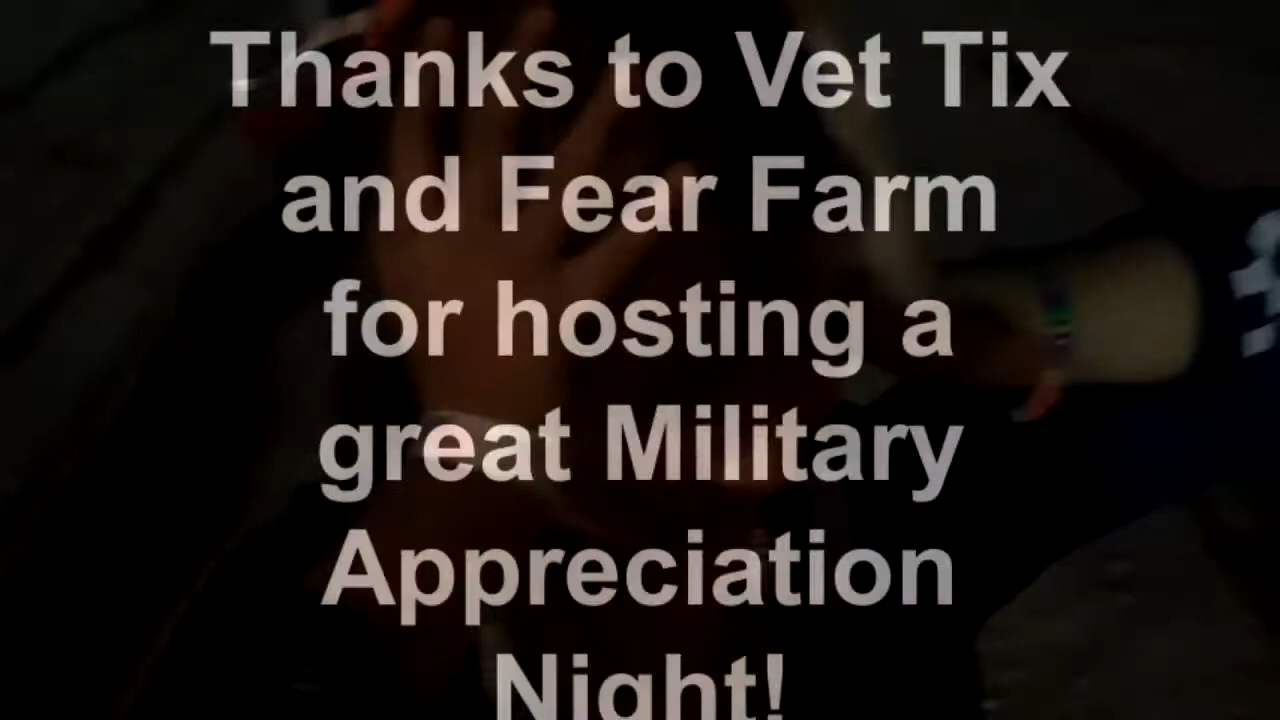 Thanks to Vet Tix
and Fear Farm
for hosting a
great Military
Appreciation
Night!